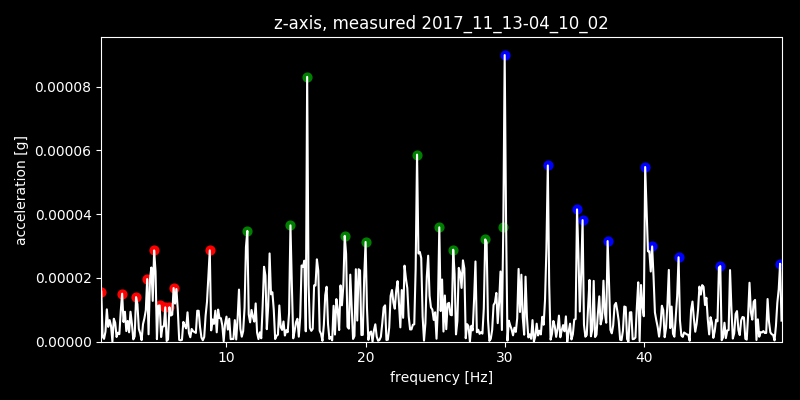 z-axis, measured 2017_11_13-04_10_02
0.00008
0.00006
0.00004
0.00002
0.00000
acceleration [g]
10 20 30 40
frequency [Hz]